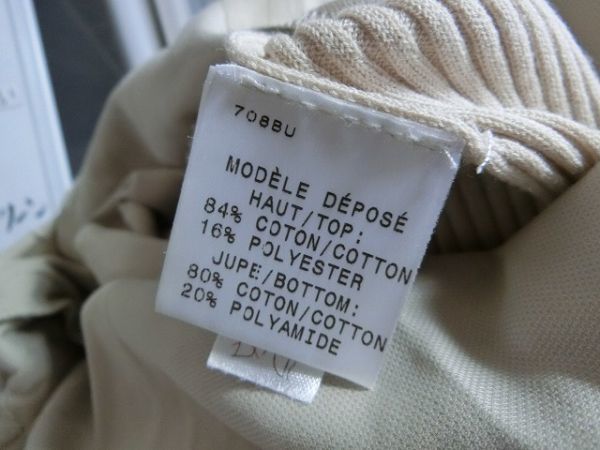 708BU
MODÈLE DÉPOSÉ
HAUT/TOP:
84% COTON/COTTON
16% POLYESTER
JUPE/BOTTOM:
80% COTON/COTTON
20% POLYAMIDE